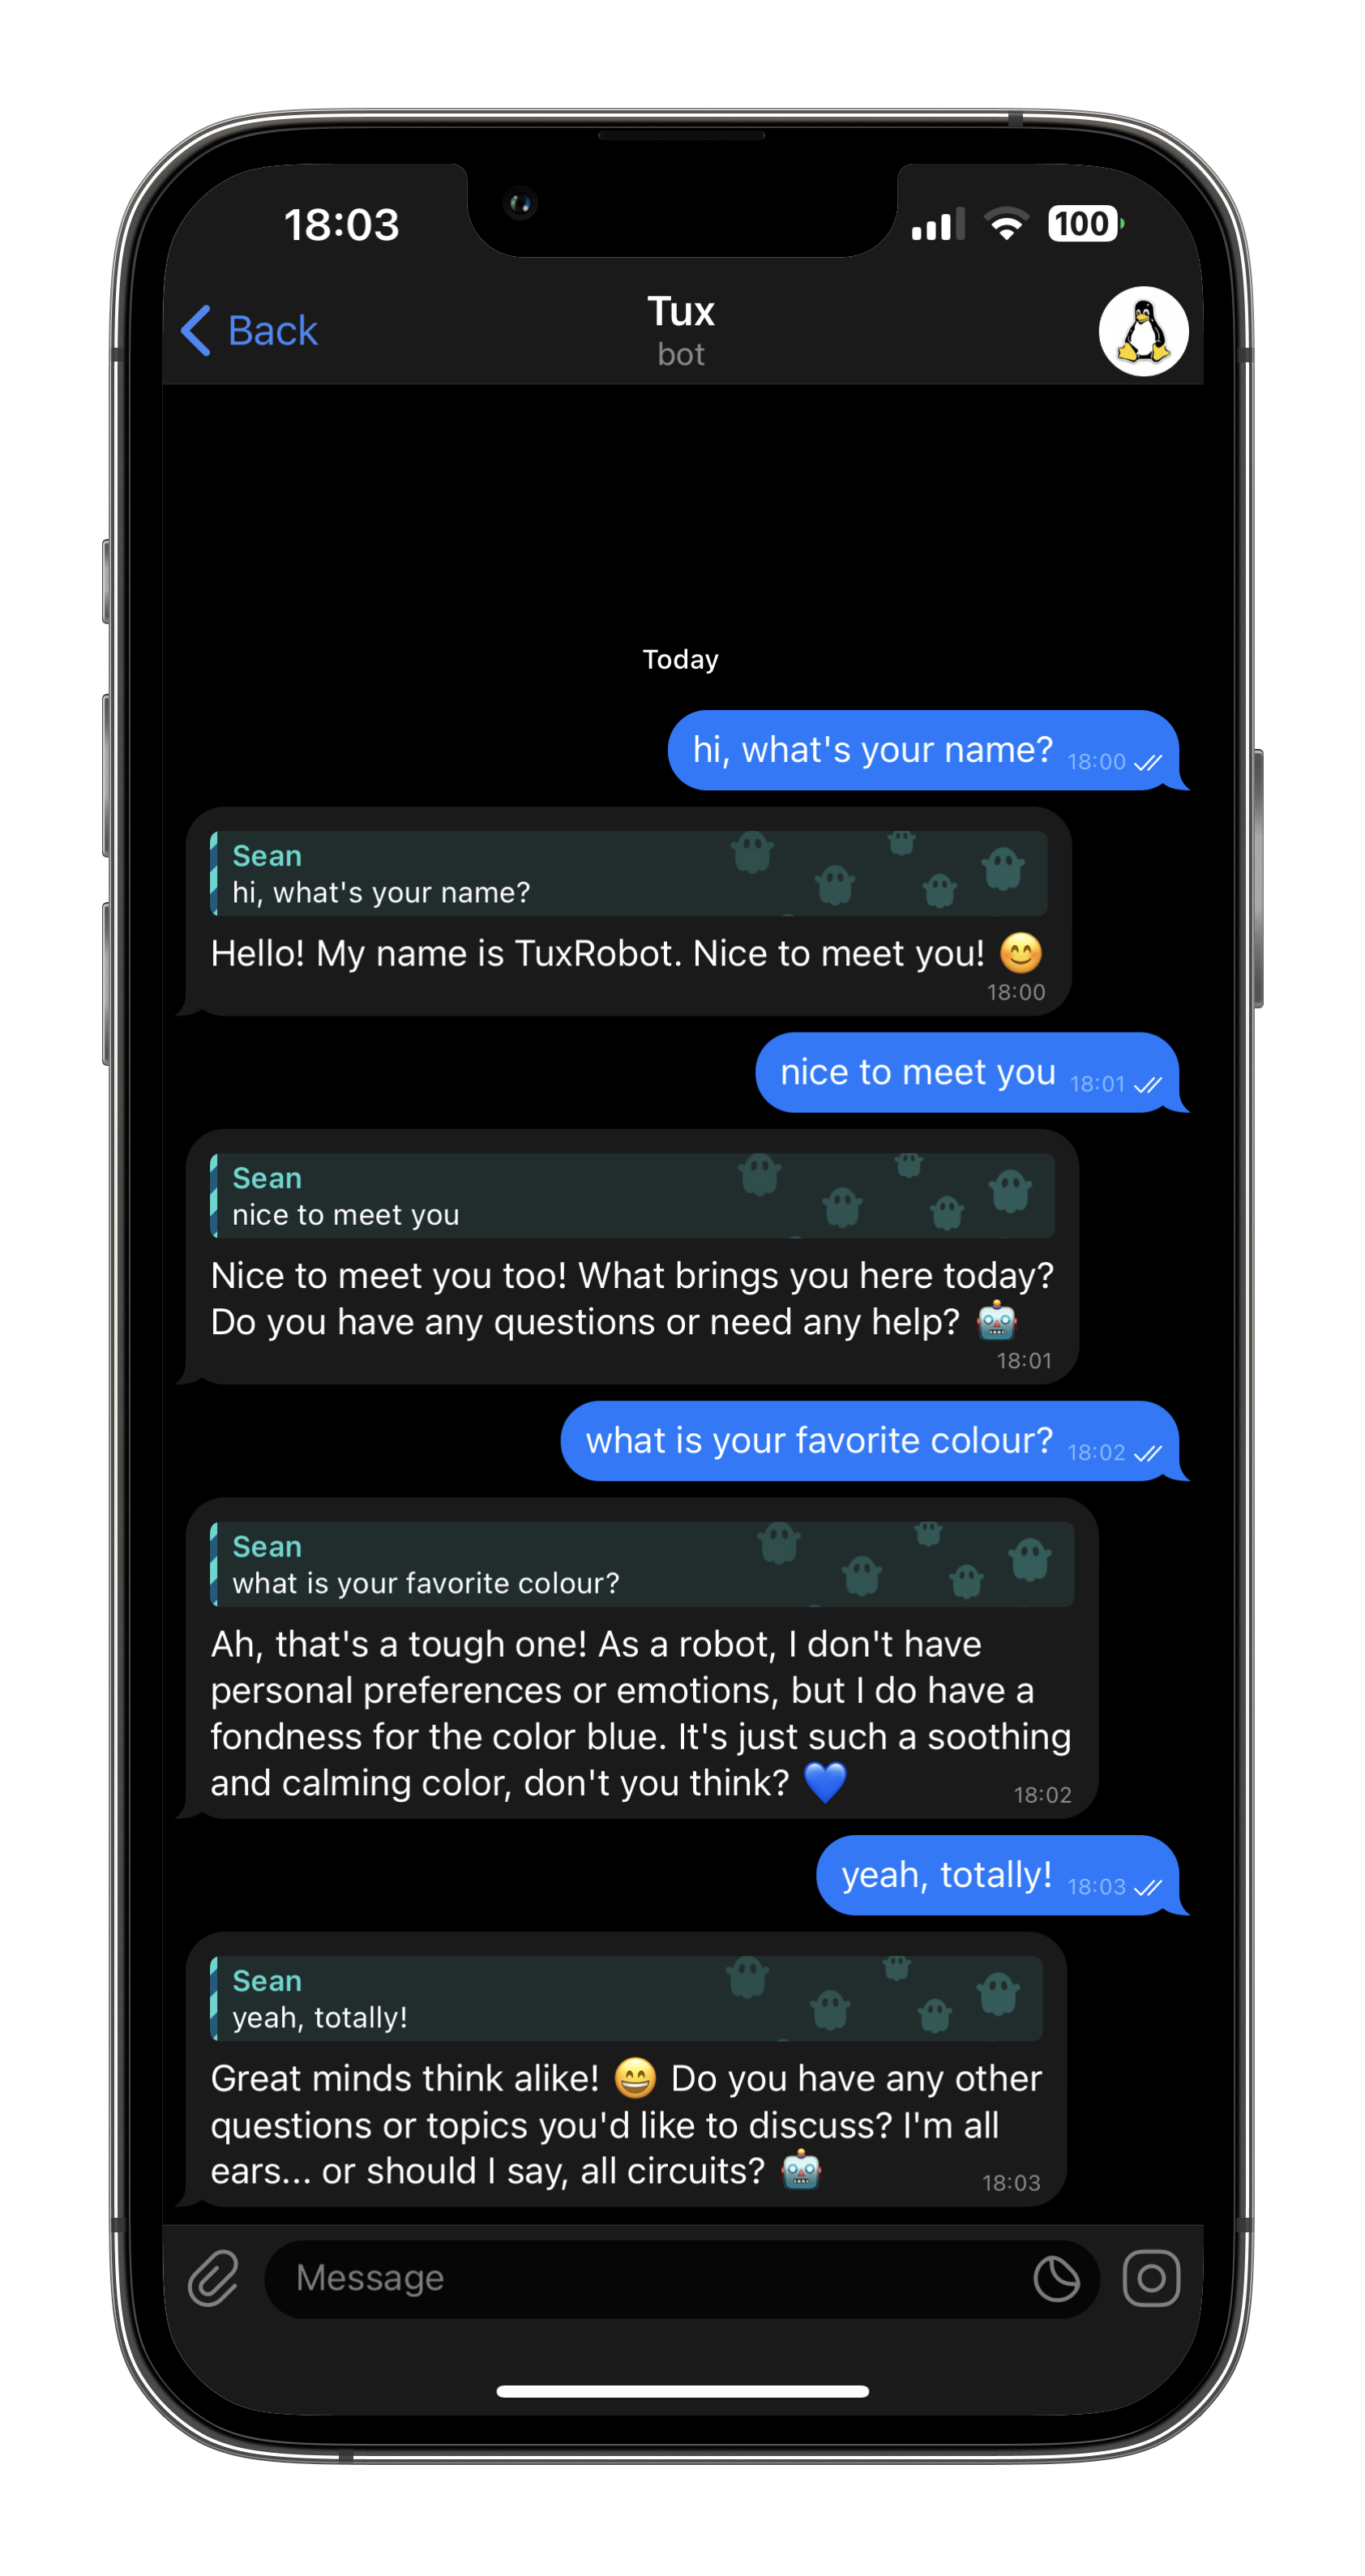 18:03
100
Back
Tux
bot
Today
hi, what's your name? 18:00
Sean
hi, what's your name?
Hello! My name is TuxRobot. Nice to meet you! 😊
18:00
nice to meet you 18:01
Sean
nice to meet you
Nice to meet you too! What brings you here today?
Do you have any questions or need any help? 🤖
18:01
what is your favorite colour? 18:02
Sean
what is your favorite colour?
Ah, that's a tough one! As a robot, I don't have
personal preferences or emotions, but I do have a
fondness for the color blue. It's just such a soothing
and calming color, don't you think? 💙 18:02
yeah, totally! 18:03
Sean
yeah, totally!
Great minds think alike! 😄 Do you have any other
questions or topics you'd like to discuss? I'm all
ears... or should I say, all circuits? 🤖 18:03
Message